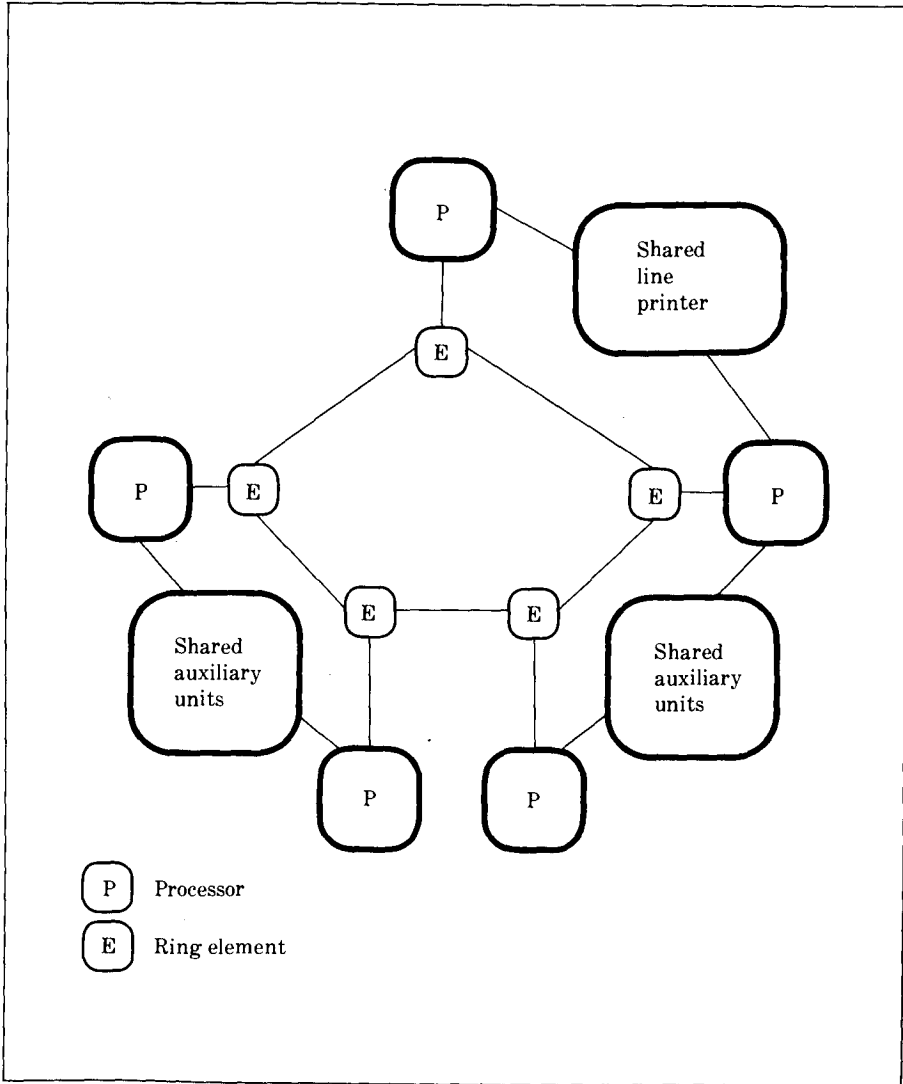 P
Shared
line
printer
E
P
E
E
P
E
E
Shared
auxiliary
units
Shared
auxiliary
units
P
P
P Processor
E Ring element